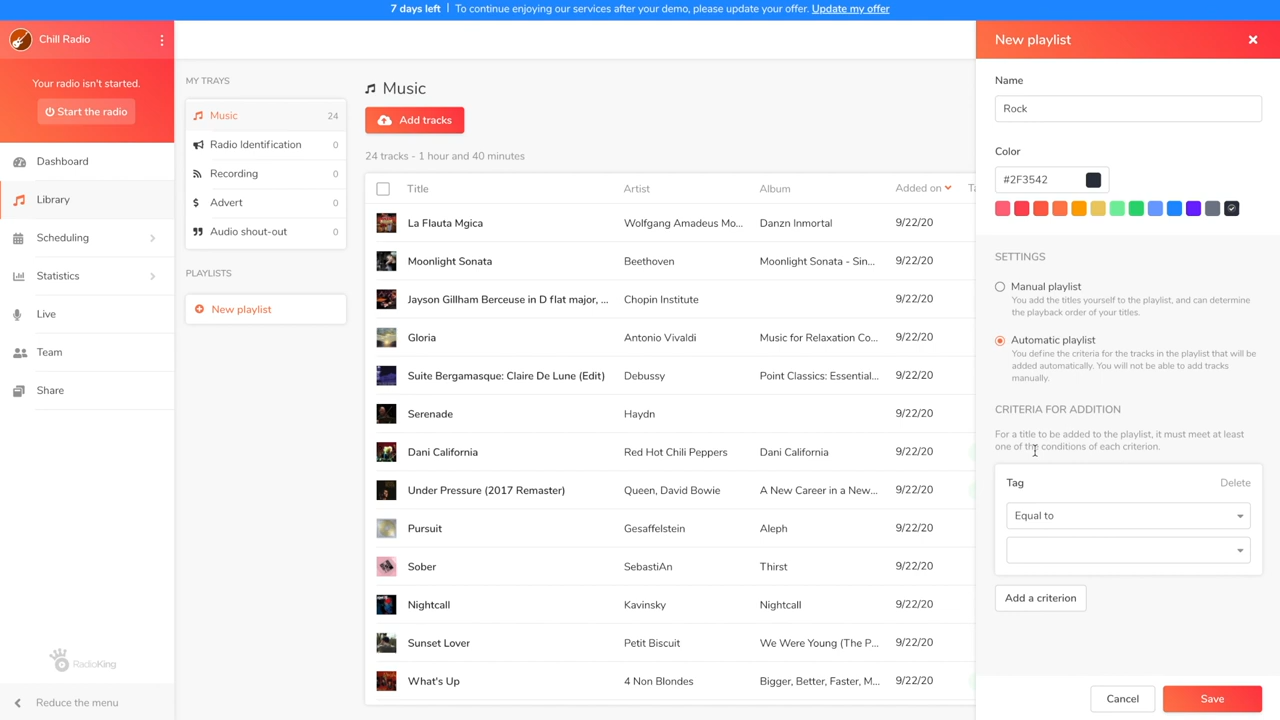 7 days left | To continue enjoying our services after your demo, please update your offer. Update my offer
Chill Radio
Your radio isn't started.
Start the radio
Dashboard
Library
Scheduling
Statistics
Live
Team
Share
RadioKing
Reduce the menu
MY TRAYS
Music 24
Radio Identification 0
Recording 0
Advert 0
Audio shout-out 0
PLAYLISTS
New playlist
Music
Add tracks
24 tracks - 1 hour and 40 minutes
Title Artist Album Added on
La Flauta Mgica Wolfgang Amadeus Mo... Danzn Inmortal 9/22/20
Moonlight Sonata Beethoven Moonlight Sonata - Sin... 9/22/20
Jayson Gillham Berceuse in D flat major, ... Chopin Institute 9/22/20
Gloria Antonio Vivaldi Music for Relaxation Co... 9/22/20
Suite Bergamasque: Claire De Lune (Edit) Debussy Point Classics: Essential... 9/22/20
Serenade Haydn 9/22/20
Dani California Red Hot Chili Peppers Dani California 9/22/20
Under Pressure (2017 Remaster) Queen, David Bowie A New Career in a New... 9/22/20
Pursuit Gesaffelstein Aleph 9/22/20
Sober SebastiAn Thirst 9/22/20
Nightcall Kavinsky Nightcall 9/22/20
Sunset Lover Petit Biscuit We Were Young (The P... 9/22/20
What's Up 4 Non Blondes Bigger, Better, Faster, M... 9/22/20
New playlist
Name
Rock
Color
#2F3542
SETTINGS
Manual playlist
You add the titles yourself to the playlist, and can determine
the playback order of your titles.
Automatic playlist
You define the criteria for the tracks in the playlist that will be
added automatically. You will not be able to add tracks
manually.
CRITERIA FOR ADDITION
For a title to be added to the playlist, it must meet at least
one of the conditions of each criterion.
Tag Delete
Equal to
Add a criterion
Cancel Save